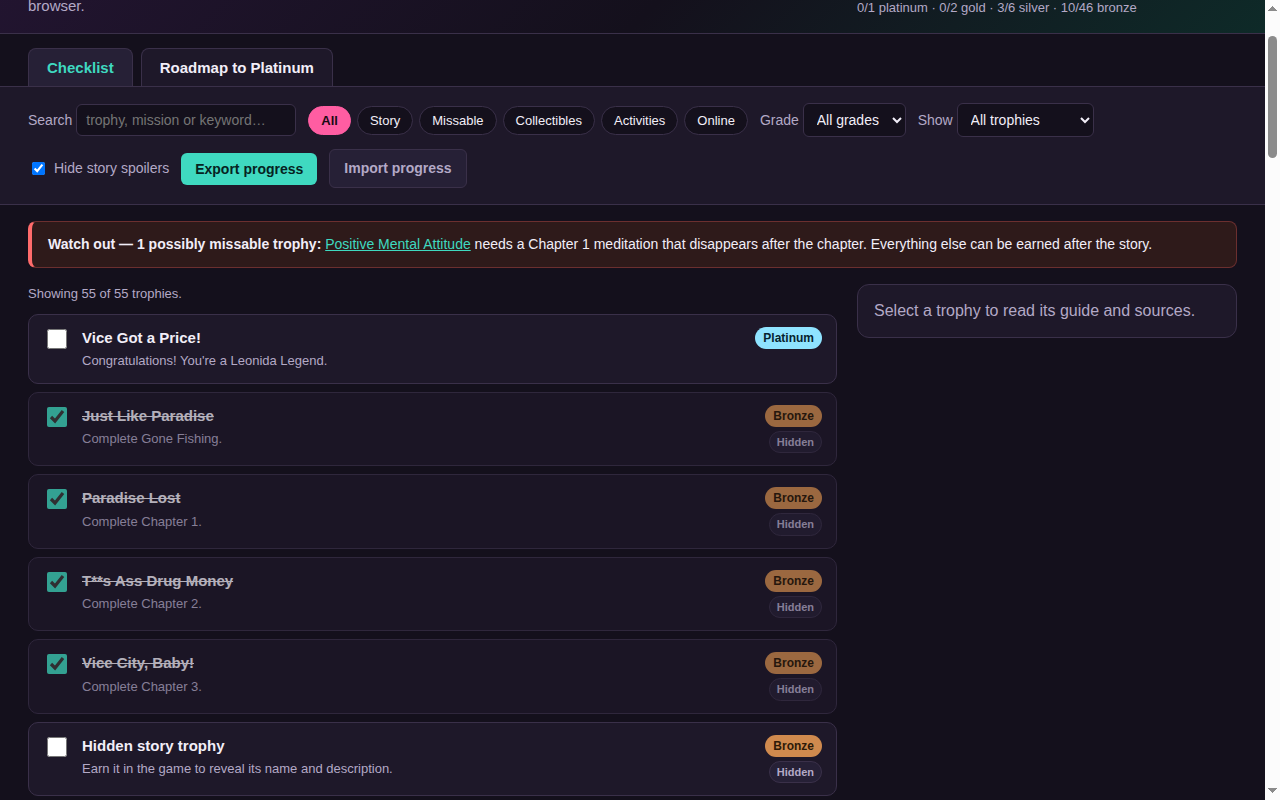 browser.
0/1 platinum · 0/2 gold · 3/6 silver · 10/46 bronze
Checklist
Roadmap to Platinum
Search trophy, mission or keyword… All Story Missable Collectibles Activities Online Grade All grades Show All trophies
Hide story spoilers Export progress Import progress
Watch out — 1 possibly missable trophy: Positive Mental Attitude needs a Chapter 1 meditation that disappears after the chapter. Everything else can be earned after the story.
Showing 55 of 55 trophies.
Select a trophy to read its guide and sources.
Vice Got a Price!
Platinum
Congratulations! You're a Leonida Legend.
Just Like Paradise
Bronze
Complete Gone Fishing.
Hidden
Paradise Lost
Bronze
Complete Chapter 1.
Hidden
T**s Ass Drug Money
Bronze
Complete Chapter 2.
Hidden
Vice City, Baby!
Bronze
Complete Chapter 3.
Hidden
Hidden story trophy
Bronze
Earn it in the game to reveal its name and description.
Hidden